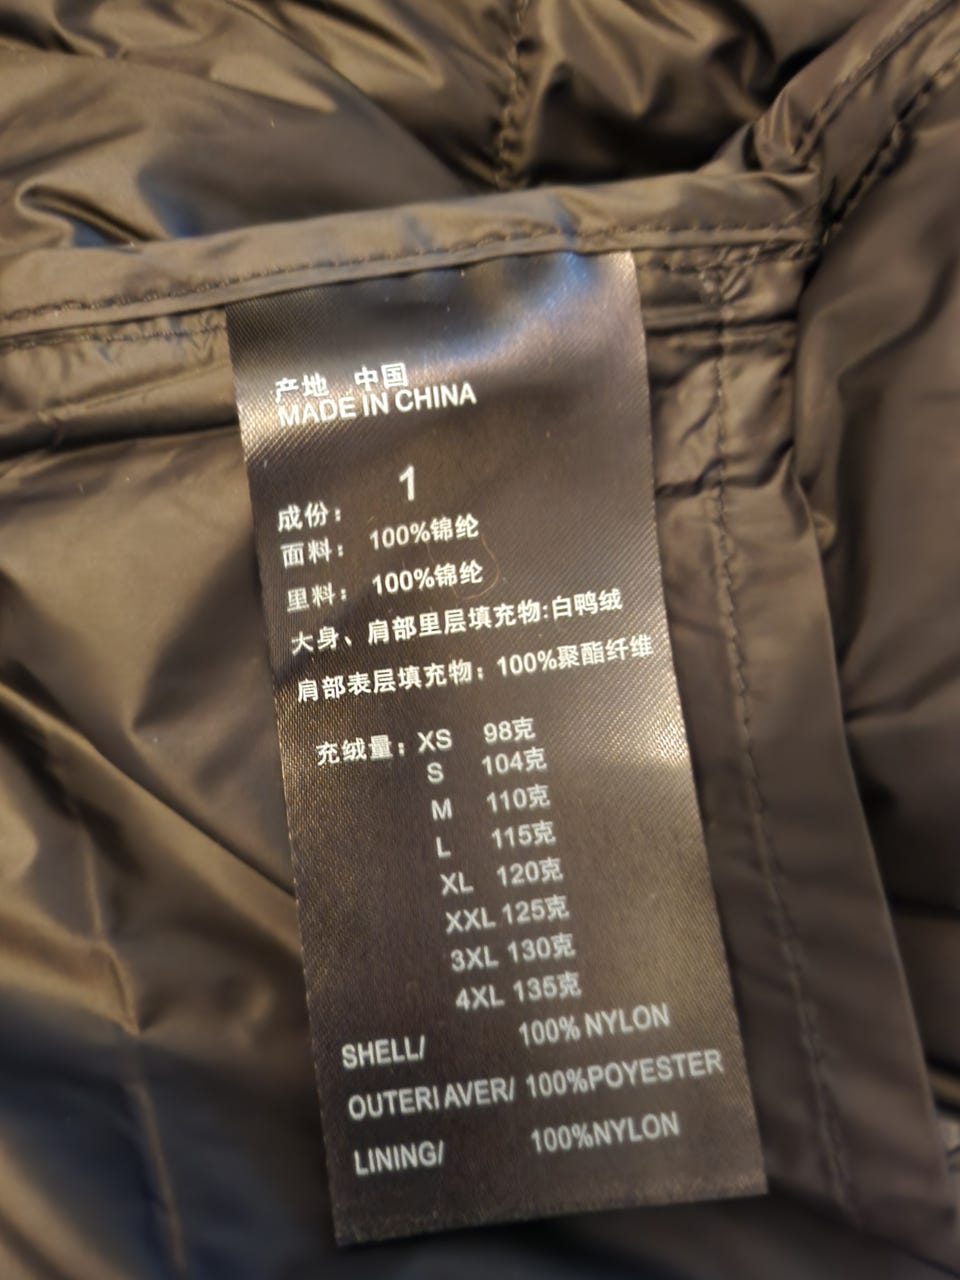 产地 中国
MADE IN CHINA
1
成份：
面料： 100%锦纶
里料： 100%锦纶
大身、肩部里层填充物:白鸭绒
肩部表层填充物：100%聚酯纤维
充绒量：XS 98克
S 104克
M 110克
L 115克
XL 120克
XXL 125克
3XL 130克
4XL 135克
SHELL/ 100% NYLON
OUTERIAVER/ 100%POYESTER
LINING/ 100%NYLON